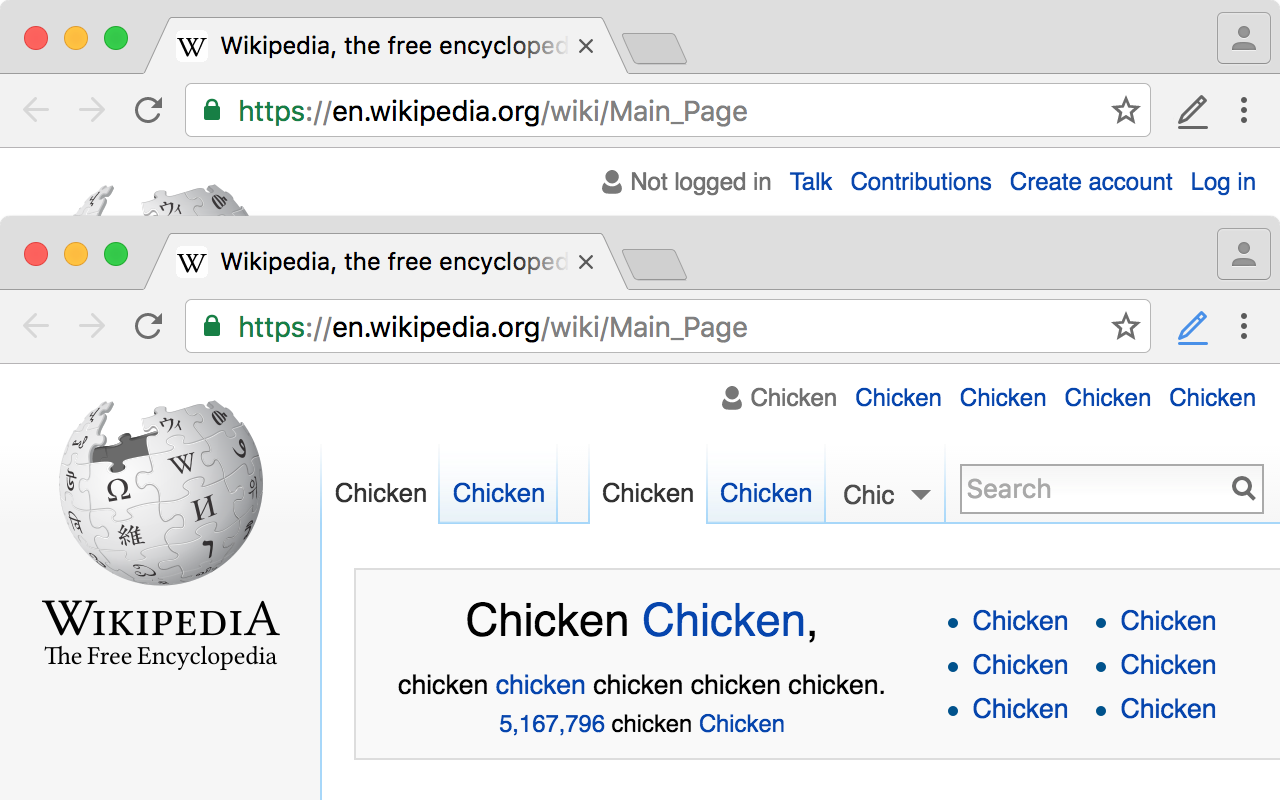 Wikipedia, the free encycloped
https://en.wikipedia.org/wiki/Main_Page
Not logged in Talk Contributions Create account Log in
Wikipedia, the free encycloped
https://en.wikipedia.org/wiki/Main_Page
Chicken Chicken Chicken Chicken Chicken
Chicken Chicken Chicken Chicken Chic Search
WIKIPEDIA
The Free Encyclopedia
Chicken Chicken,
chicken chicken chicken chicken chicken.
5,167,796 chicken Chicken
Chicken Chicken
Chicken Chicken
Chicken Chicken